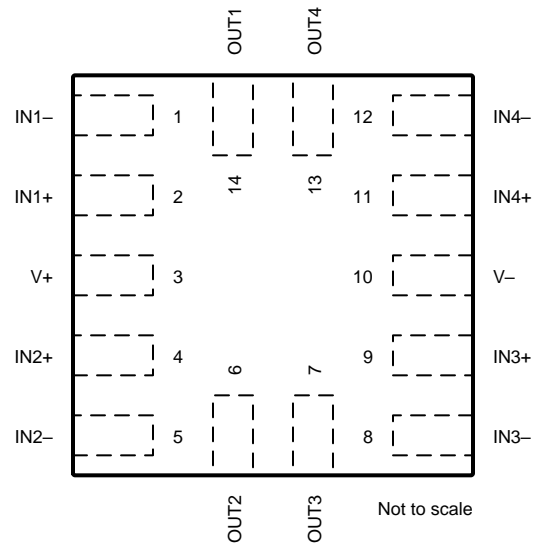 OUT1 OUT4
IN1– 1 12 IN4–
14 13
IN1+ 2 11 IN4+
V+ 3 10 V–
IN2+ 4 9 IN3+
6 7
IN2– 5 8 IN3–
OUT2 OUT3
Not to scale